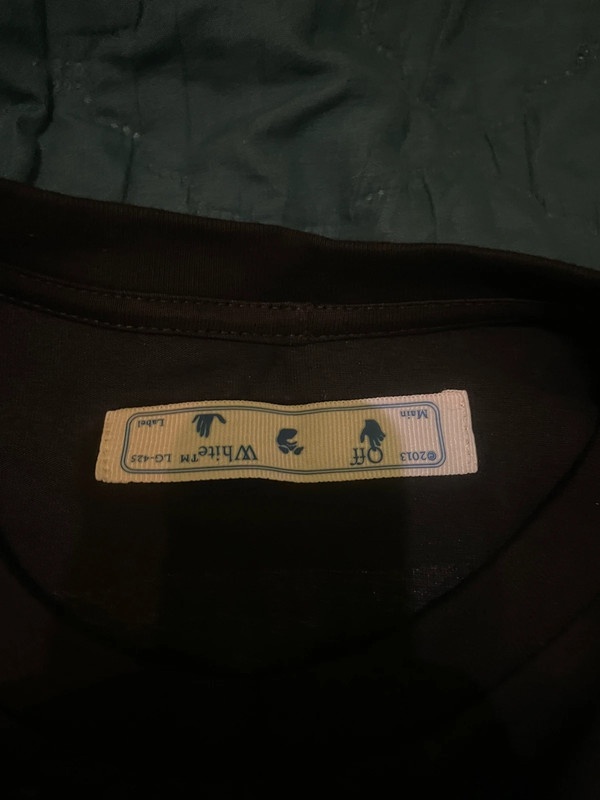 ©2013 Off White™ LG-425
Main Label